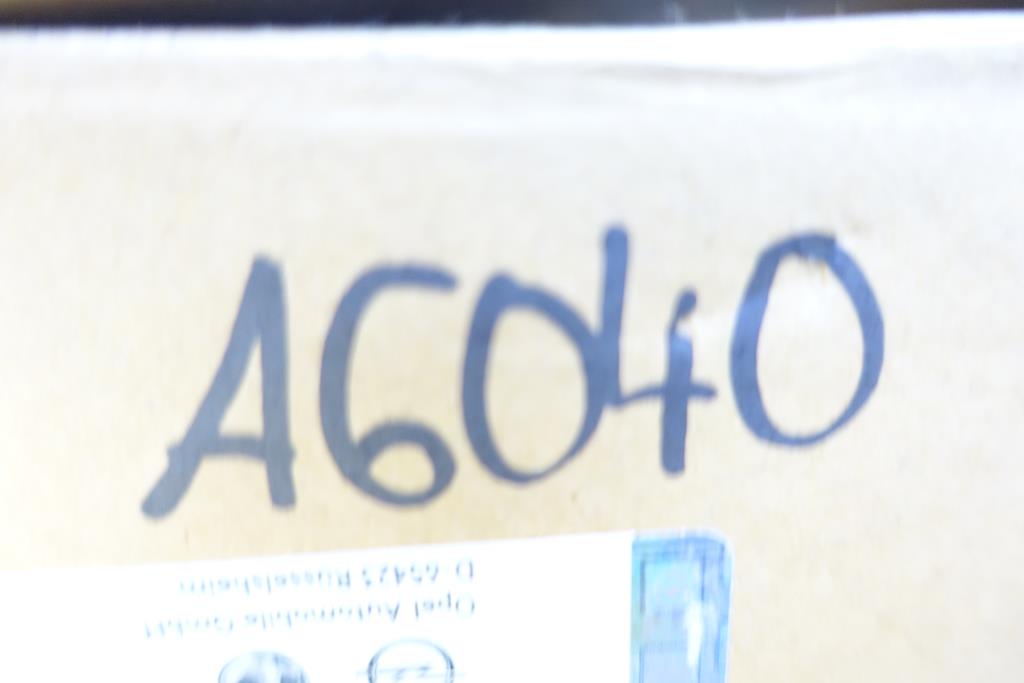 A6040
Opel Automobile GmbH
D-65423 Rüsselsheim